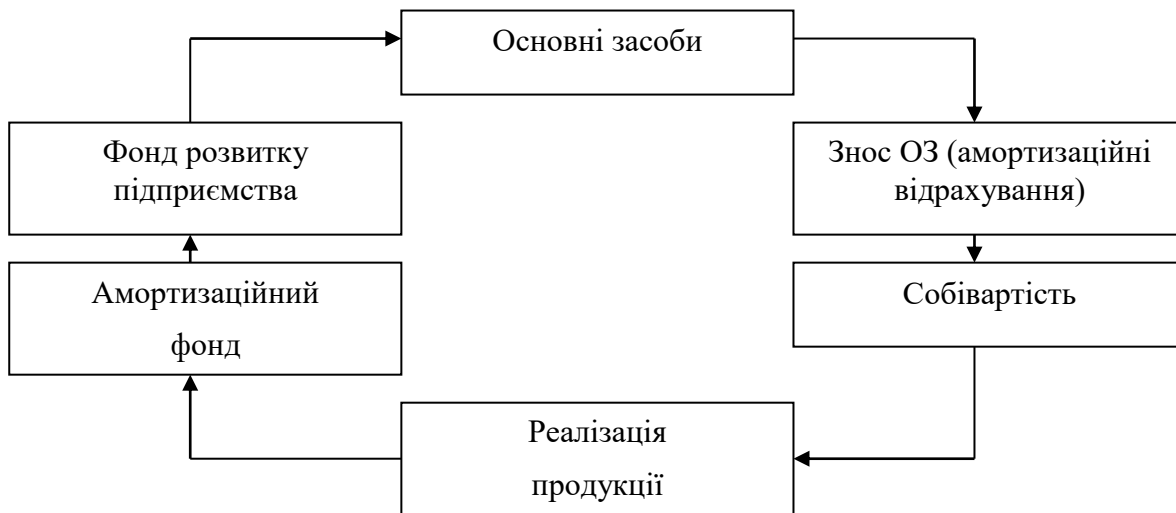 Основні засоби
Фонд розвитку
підприємства
Знос ОЗ (амортизаційні
відрахування)
Амортизаційний
фонд
Собівартість
Реалізація
продукції